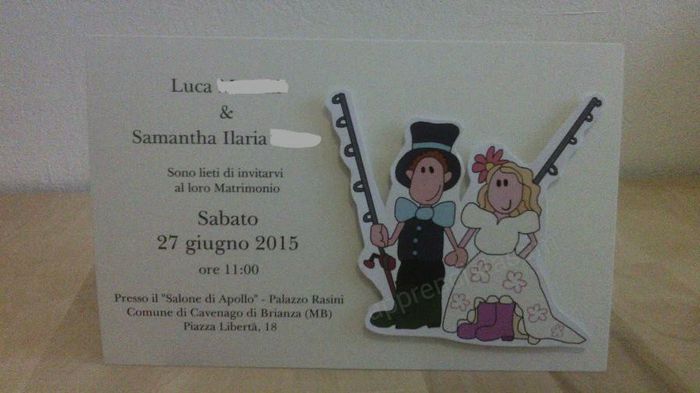 Luca
&
Samantha Ilaria
Sono lieti di invitarvi
al loro Matrimonio
Sabato
27 giugno 2015
ore 11:00
Presso il "Salone di Apollo" - Palazzo Rasini
Comune di Cavenago di Brianza (MB)
Piazza Libertà, 18